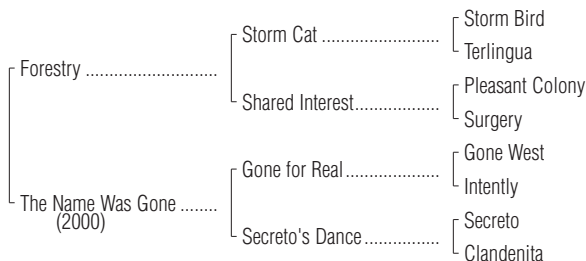 Storm Bird
Storm Cat ..........................
Terlingua
Forestry .............................
Pleasant Colony
Shared Interest...................
Surgery
Gone West
Gone for Real .....................
Intently
The Name Was Gone ........
(2000)
Secreto
Secreto's Dance .................
Clandenita